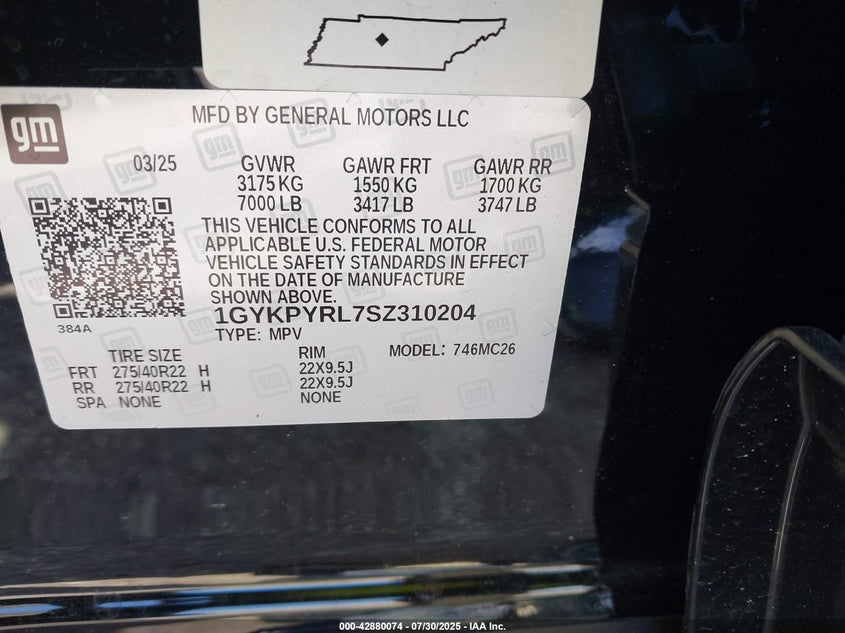 gm
MFD BY GENERAL MOTORS LLC
03/25 GVWR GAWR FRT GAWR RR
3175 KG 1550 KG 1700 KG
7000 LB 3417 LB 3747 LB
THIS VEHICLE CONFORMS TO ALL
APPLICABLE U.S. FEDERAL MOTOR
VEHICLE SAFETY STANDARDS IN EFFECT
ON THE DATE OF MANUFACTURE
SHOWN ABOVE.
1GYKPYRL7SZ310204
384A
TYPE: MPV
TIRE SIZE RIM MODEL: 746MC26
FRT 275/40R22 H 22X9.5J
RR 275/40R22 H 22X9.5J
SPA NONE NONE
000-42880074 - 07/30/2025 - IAA Inc.